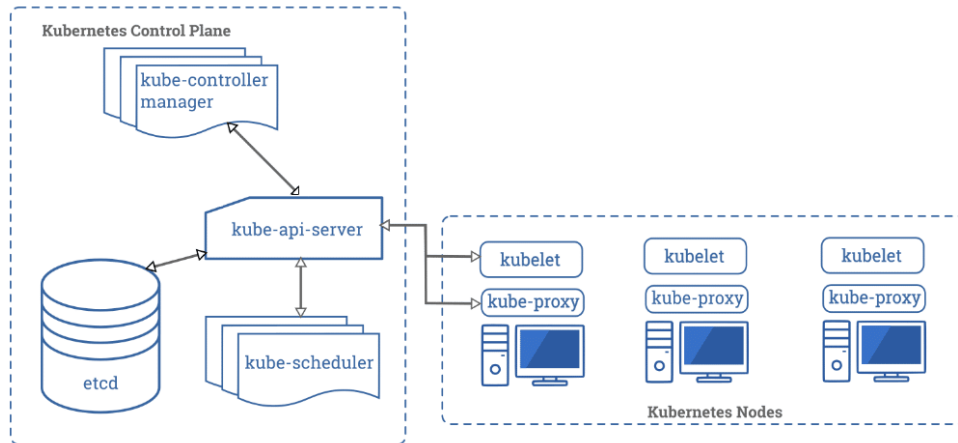 Kubernetes Control Plane
kube-controller
manager
kube-api-server
etcd
kube-scheduler
kubelet
kubelet
kubelet
kube-proxy
kube-proxy
kube-proxy
Kubernetes Nodes